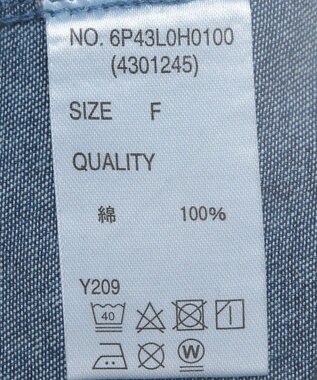 NO. 6P43L0H0100
(4301245)
SIZE F
QUALITY
綿 100%
Y209
40
W